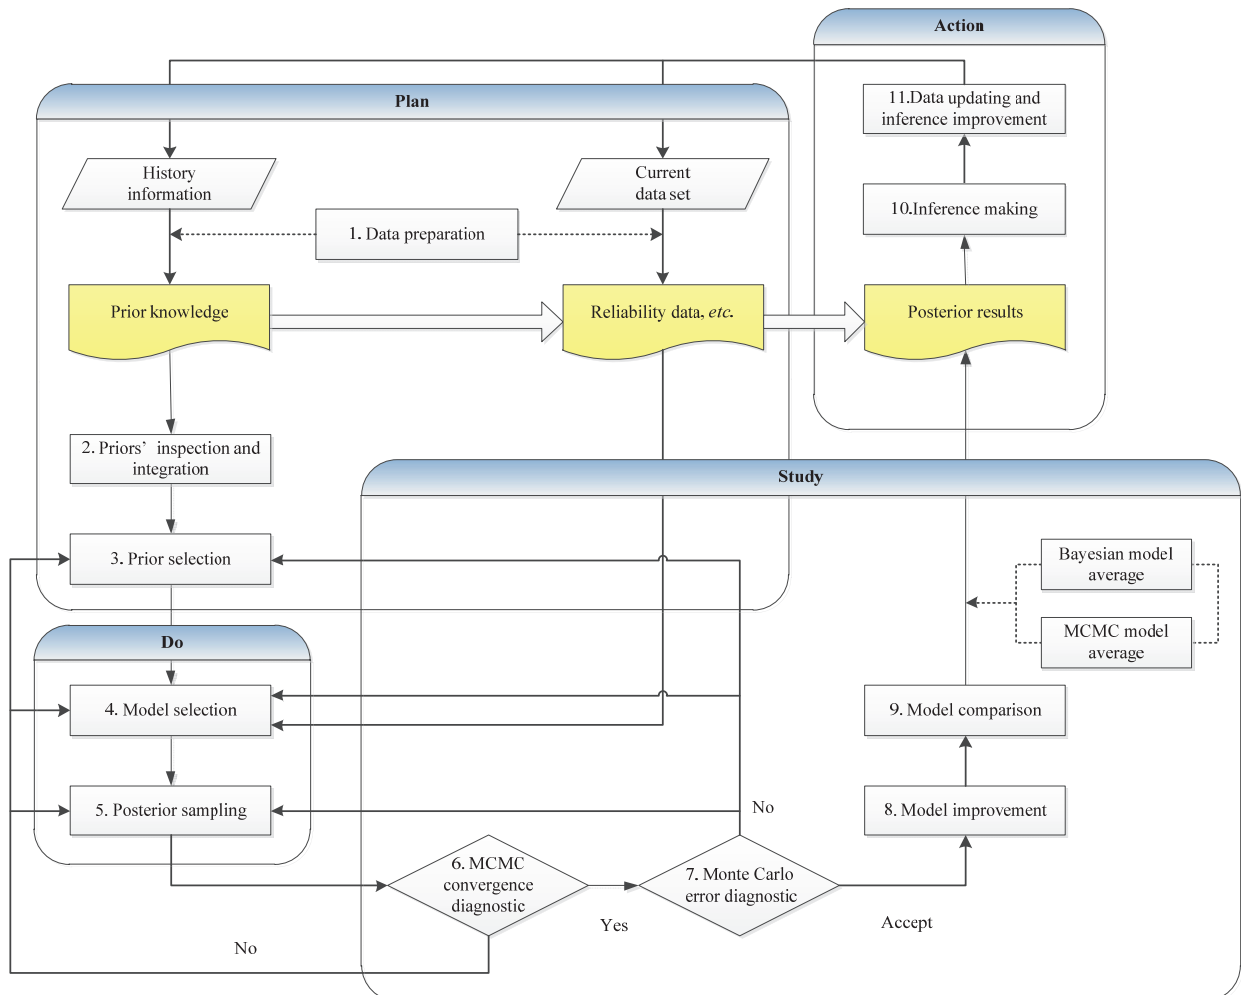 Action
Plan
11.Data updating and
inference improvement
History
information
Current
data set
10.Inference making
1. Data preparation
Prior knowledge
Reliability data, etc.
Posterior results
2. Priors’ inspection and
integration
Study
3. Prior selection
Bayesian model
average
Do
MCMC model
average
4. Model selection
9. Model comparison
5. Posterior sampling
No
8. Model improvement
6. MCMC
convergence
diagnostic
7. Monte Carlo
error diagnostic
Yes
Accept
No